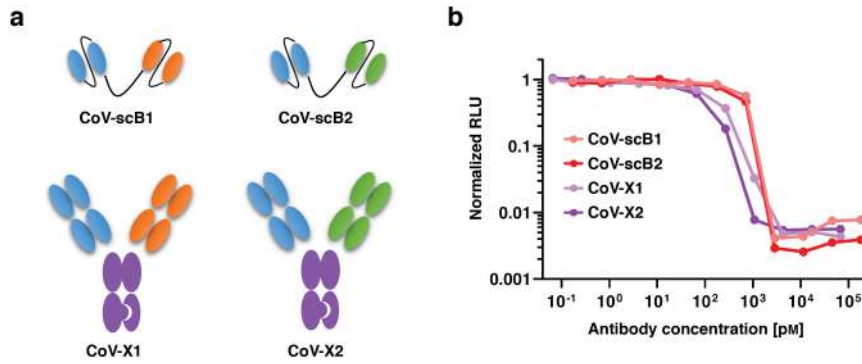 a
CoV-scB1
CoV-scB2
CoV-X1
CoV-X2
b
Normalized RLU
1
0.1
0.01
0.001
CoV-scB1
CoV-scB2
CoV-X1
CoV-X2
10⁻¹ 10⁰ 10¹ 10² 10³ 10⁴ 10⁵
Antibody concentration [pM]